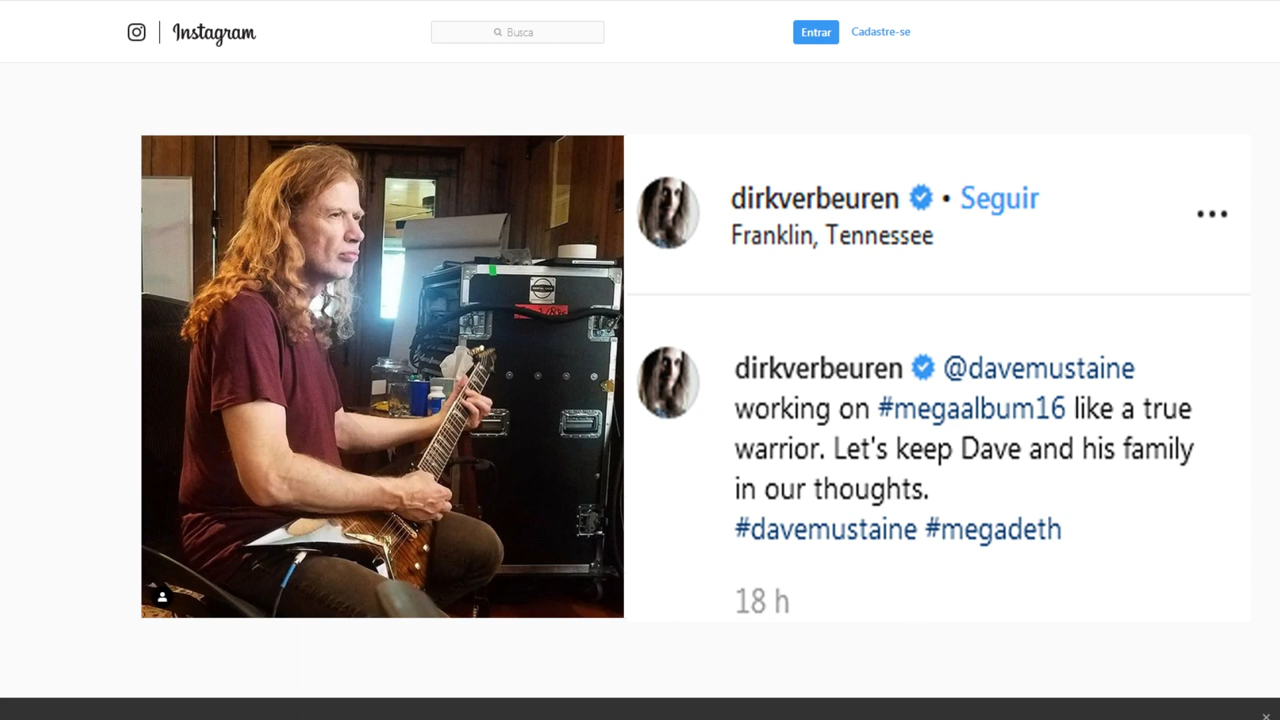 Instagram
Busca
Entrar
Cadastre-se
dirkverbeuren • Seguir
Franklin, Tennessee
dirkverbeuren @davemustaine
working on #megaalbum16 like a true
warrior. Let's keep Dave and his family
in our thoughts.
#davemustaine #megadeth
18 h